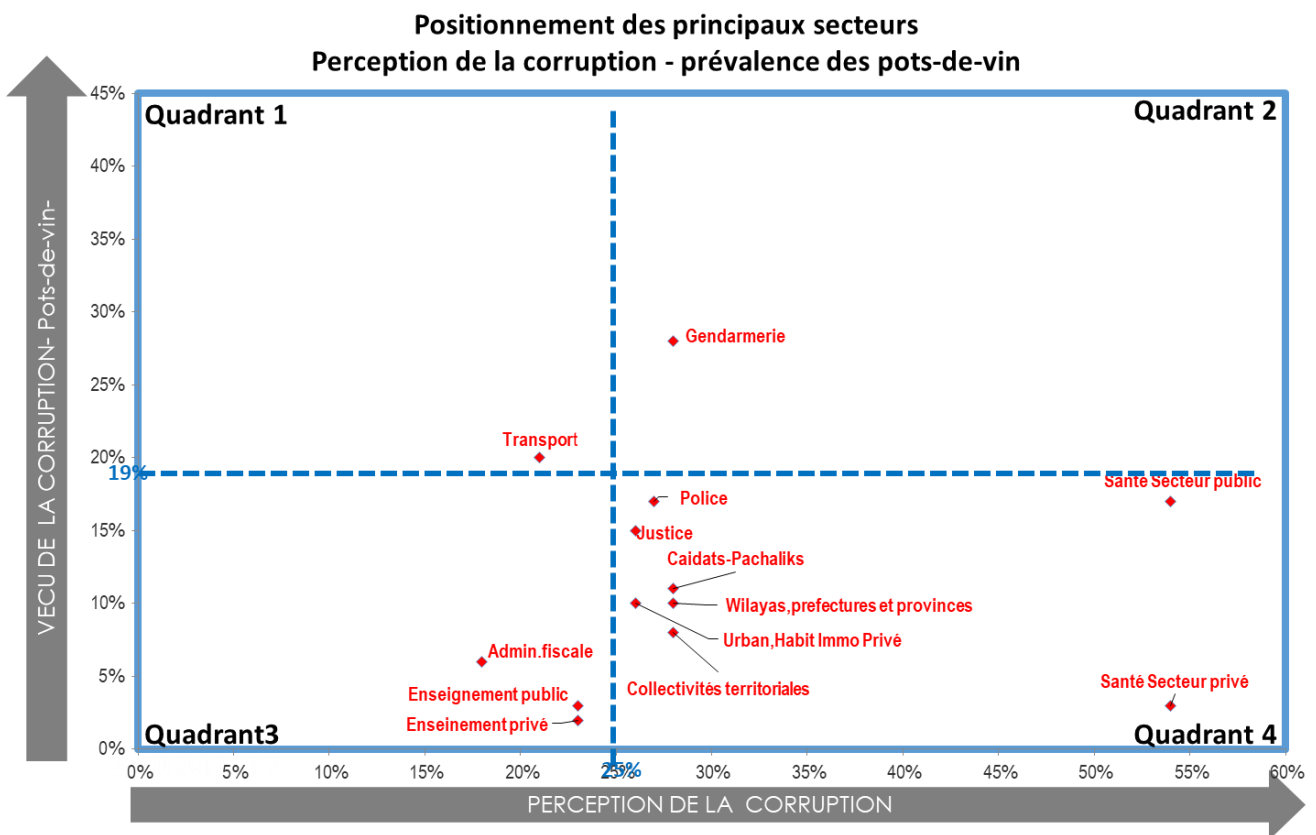 Positionnement des principaux secteurs
Perception de la corruption - prévalence des pots-de-vin
VECU DE LA CORRUPTION- Pots-de-vin-
45%
40%
35%
30%
25%
20%
19%
15%
10%
5%
0%
Quadrant 1
Quadrant 2
Gendarmerie
Transport
Santé Secteur public
Police
Justice
Caidats-Pachaliks
Wilayas,prefectures et provinces
Urban,Habit Immo Privé
Admin.fiscale
Collectivités territoriales
Santé Secteur privé
Enseignement public
Enseinement privé
Quadrant3
Quadrant 4
0% 5% 10% 15% 20% 25% 30% 35% 40% 45% 50% 55% 60%
25%
PERCEPTION DE LA CORRUPTION